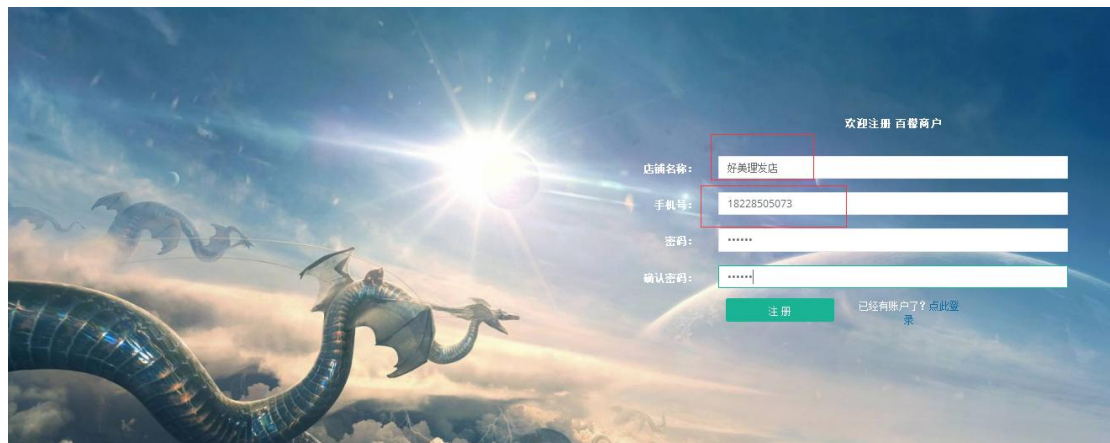 欢迎注册 百馨商户
店铺名称：
好美理发店
手机号：
18228505073
密码：
••••••
确认密码：
••••••
注 册
已经有账户了？点此登
录